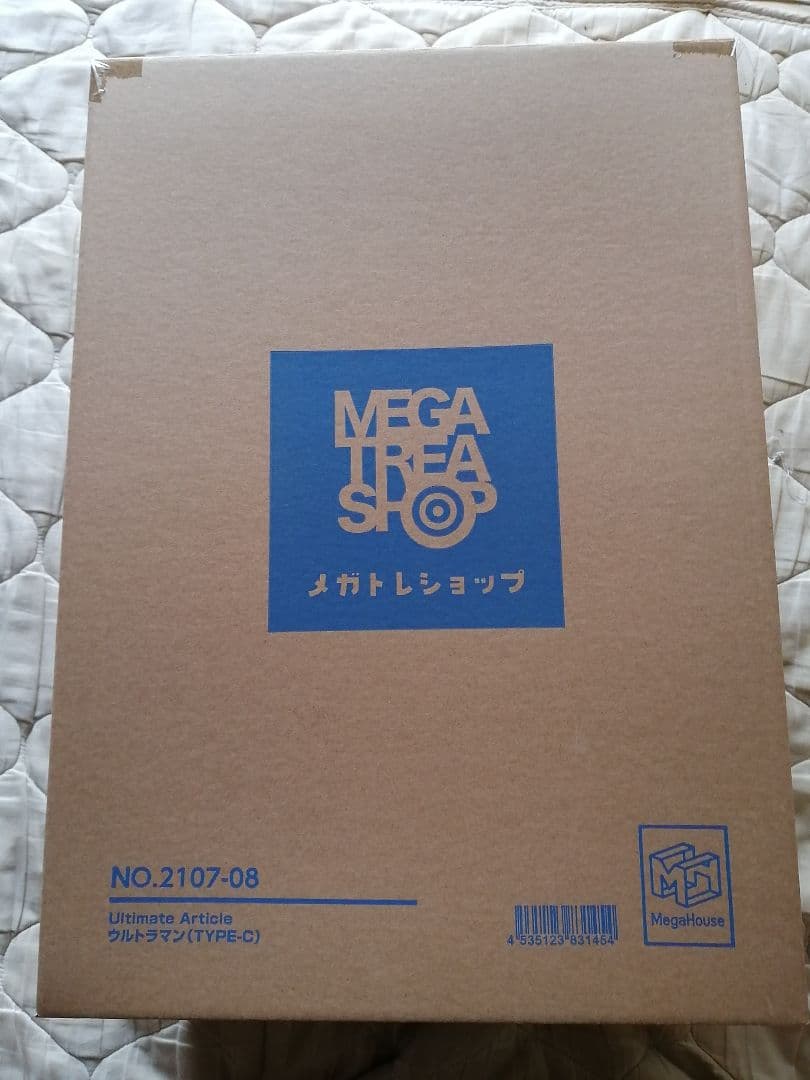 MEGA
TREA
SHOP
メガトレショップ
NO.2107-08
Ultimate Article
ウルトラマン(TYPE-C)
4 535123 831454
MegaHouse